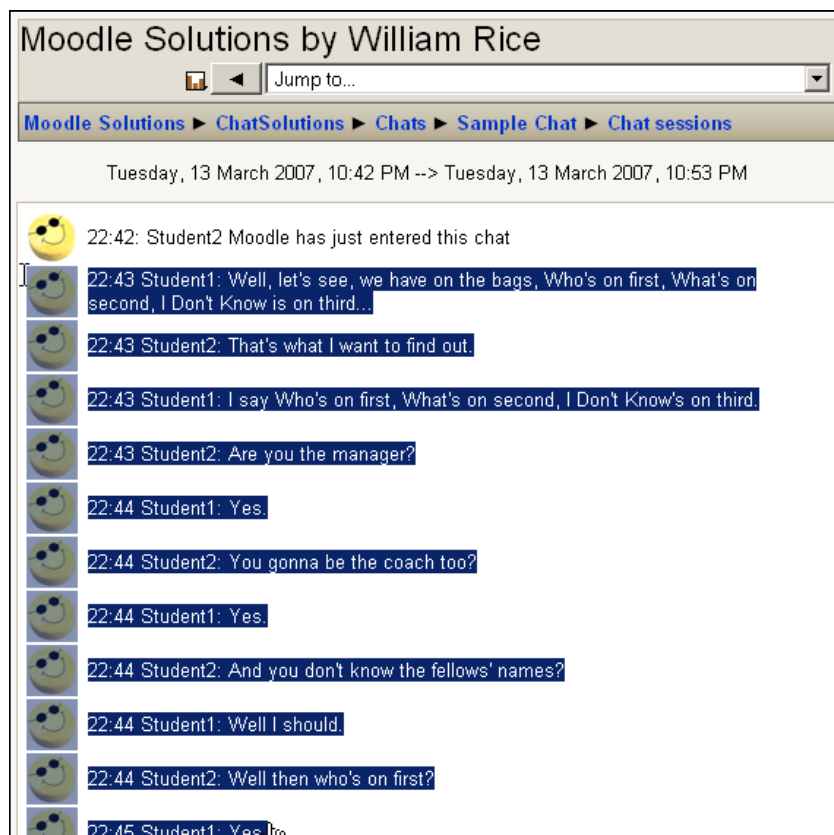 Moodle Solutions by William Rice
Jump to...
Moodle Solutions ► ChatSolutions ► Chats ► Sample Chat ► Chat sessions
Tuesday, 13 March 2007, 10:42 PM --> Tuesday, 13 March 2007, 10:53 PM
22:42: Student2 Moodle has just entered this chat
22:43 Student1: Well, let's see, we have on the bags, Who's on first, What's on
second, I Don't Know is on third...
22:43 Student2: That's what I want to find out.
22:43 Student1: I say Who's on first, What's on second, I Don't Know's on third.
22:43 Student2: Are you the manager?
22:44 Student1: Yes.
22:44 Student2: You gonna be the coach too?
22:44 Student1: Yes.
22:44 Student2: And you don't know the fellows' names?
22:44 Student1: Well I should.
22:44 Student2: Well then who's on first?
22:45 Student1: Yes.